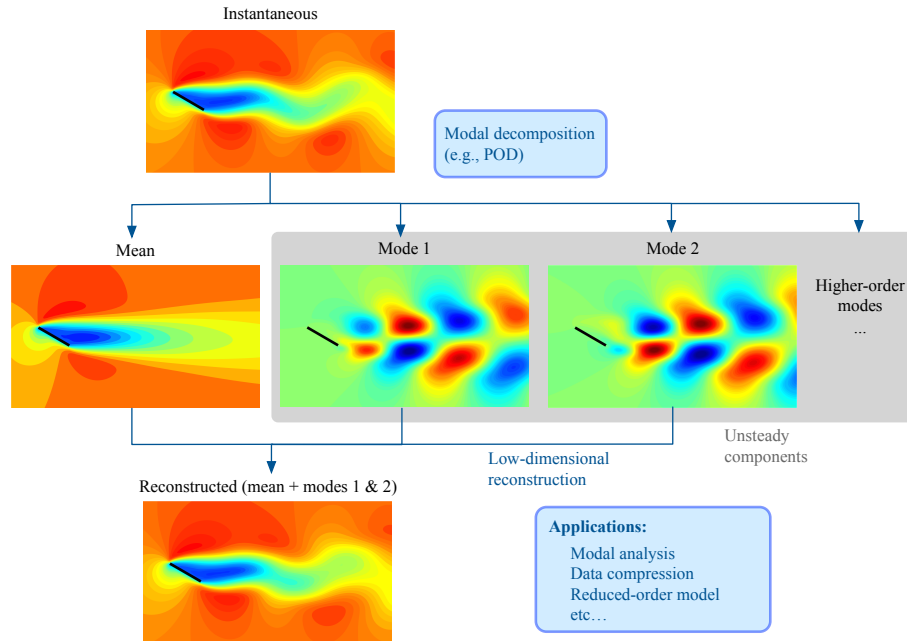 Instantaneous
Modal decomposition
(e.g., POD)
Mean
Mode 1
Mode 2
Higher-order
modes
...
Unsteady
components
Low-dimensional
reconstruction
Reconstructed (mean + modes 1 & 2)
Applications:
Modal analysis
Data compression
Reduced-order model
etc…